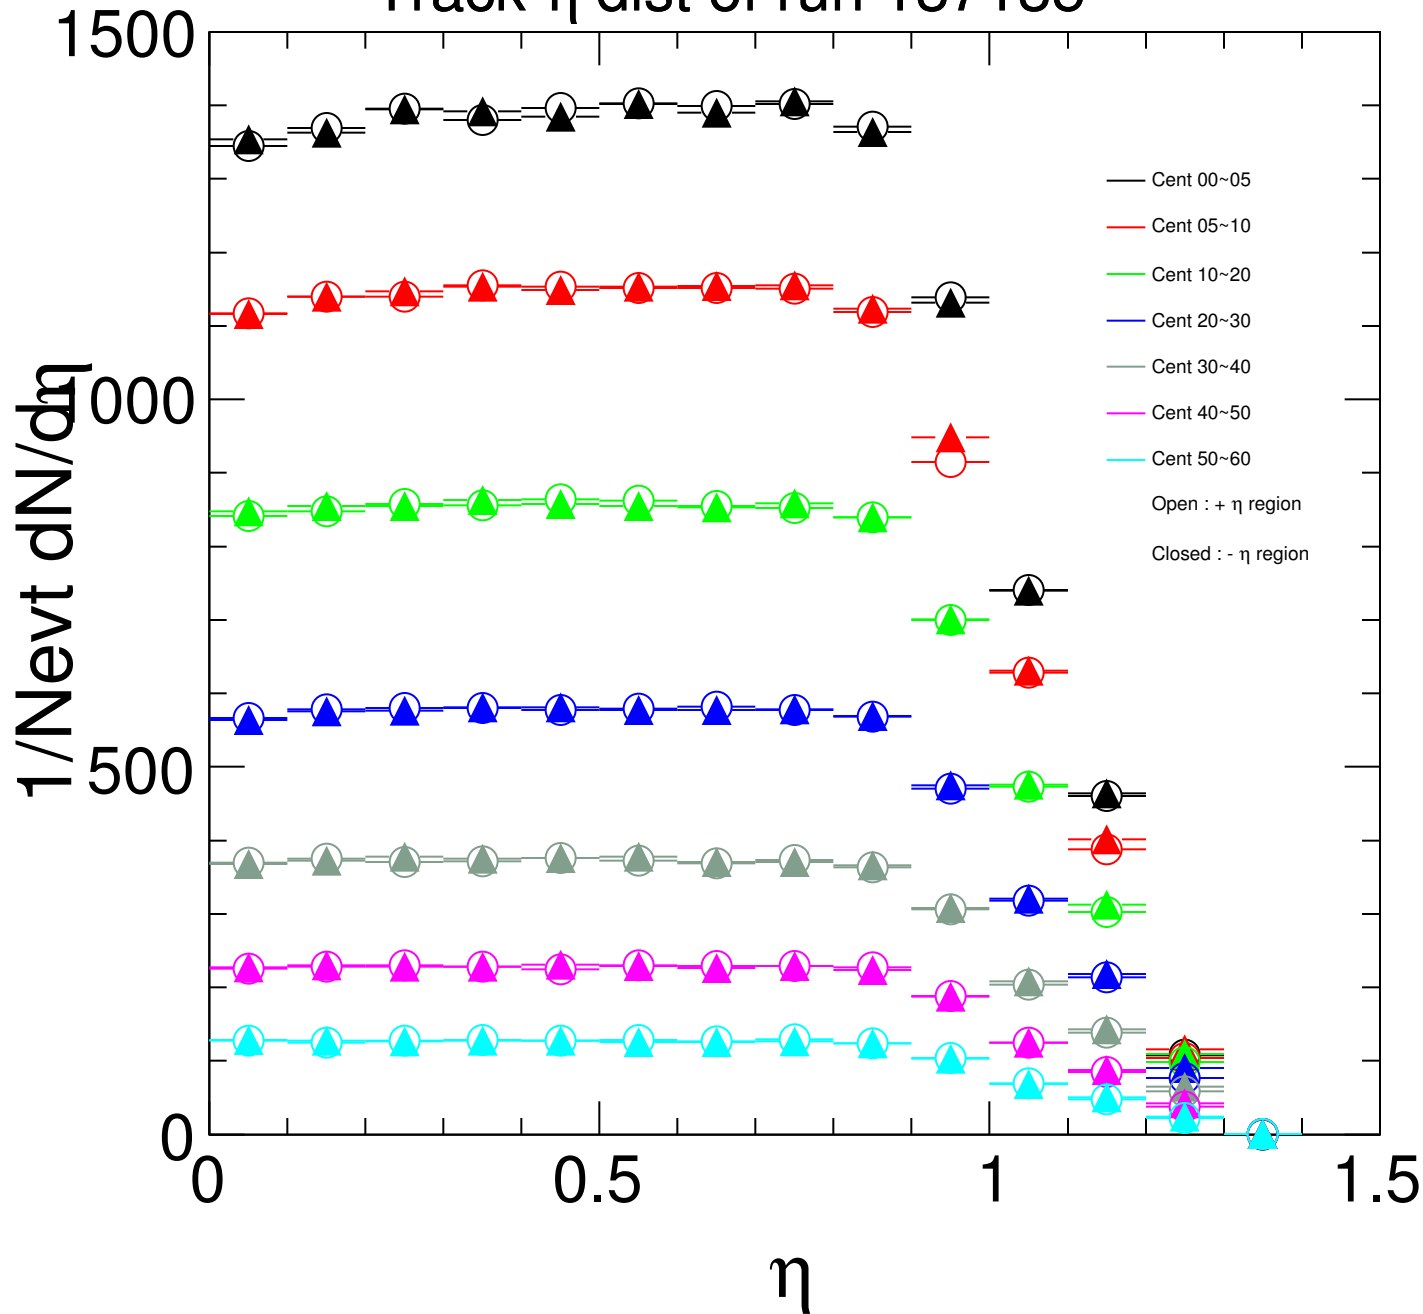 1500
1000
500
0
0 0.5 1 1.5
1/Nevt dN/dη
η
Cent 00~05
Cent 05~10
Cent 10~20
Cent 20~30
Cent 30~40
Cent 40~50
Cent 50~60
Open : + η region
Closed : - η region